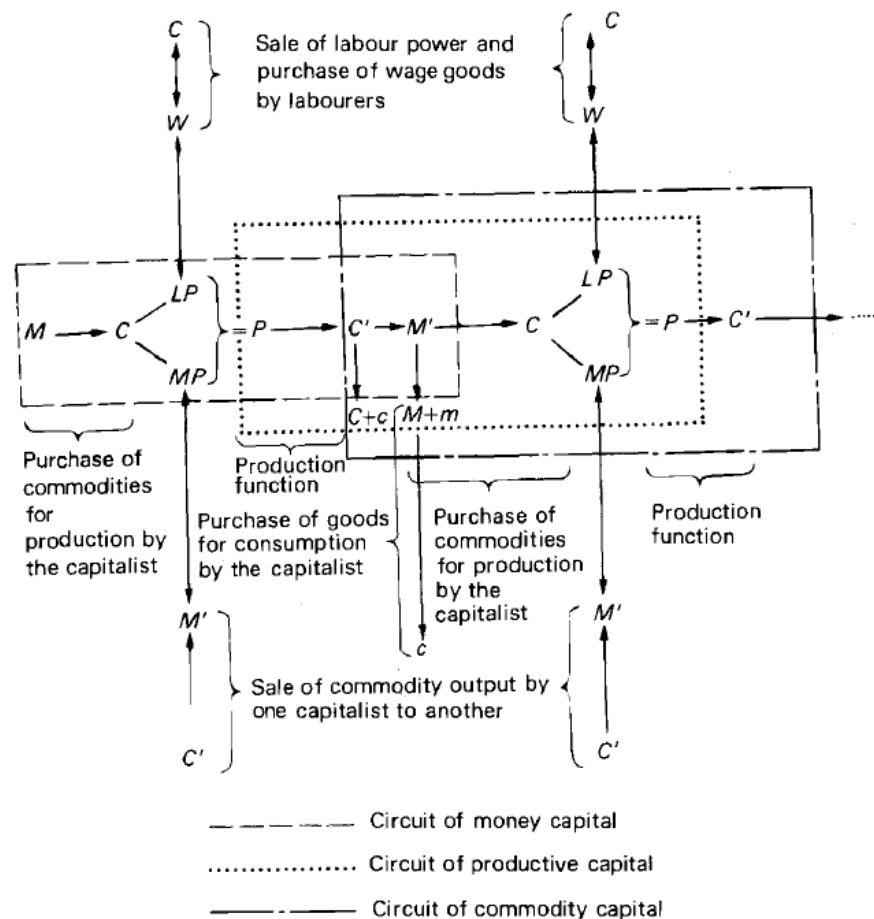 C
Sale of labour power and
purchase of wage goods
by labourers
C
W
W
LP
LP
M
C
= P
C'
M'
C
= P
C'
....
MP
MP
C+c
M+m
Purchase of
commodities
for
production by
the capitalist
Production
function
Purchase of goods
for consumption
by the capitalist
Purchase of
commodities
for production
by the
capitalist
Production
function
M'
M'
c
Sale of commodity output by
one capitalist to another
C'
C'
Circuit of money capital
Circuit of productive capital
Circuit of commodity capital